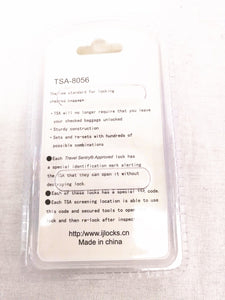 TSA-8056
The new standard for locking
checked baggage
• TSA will no longer require that you leave
your checked baggage unlocked
• Sturdy construction
• Sets and re-sets with hundreds of
possible combinations
●Each Travel Sentry® Approved lock has
a special identification mark alerting
the TSA that they can open it without
destroying lock.
●Each of these locks has a special TSA code.
●Each TSA screening location is able to use
this code and secured tools to open
lock and then re-lock after inspect
www.ijlocks.cn
Made in china